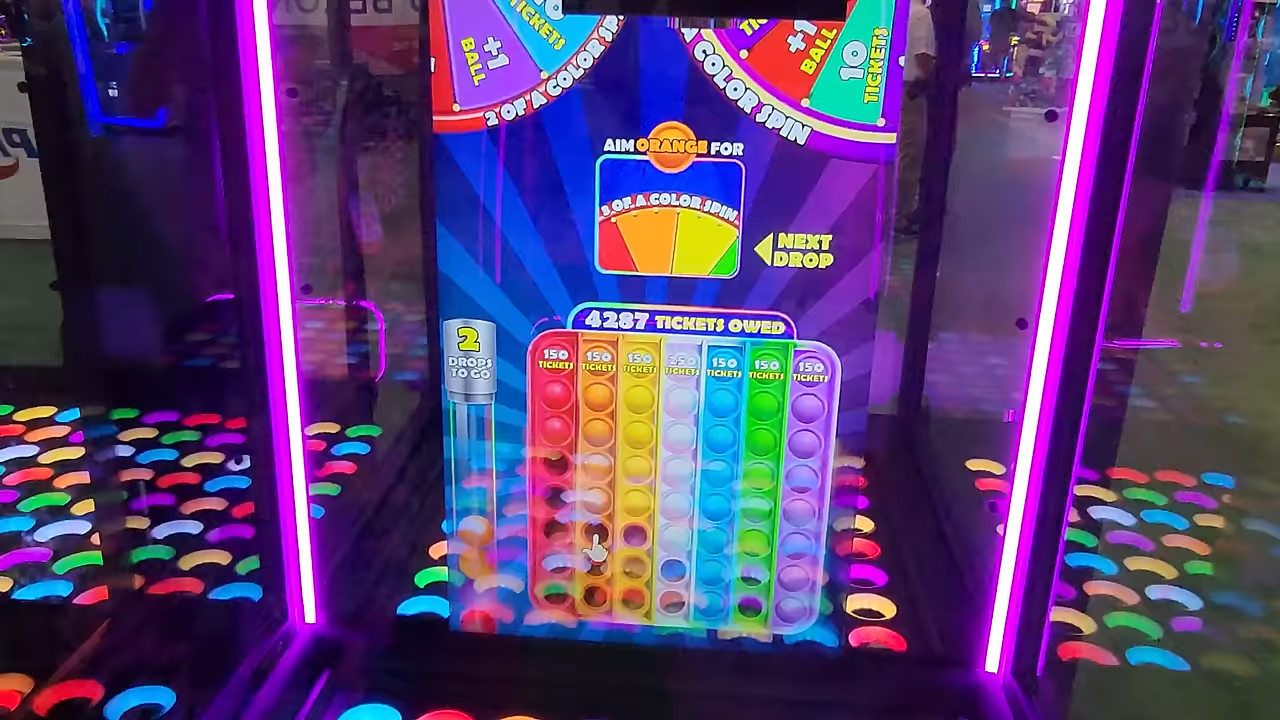 +1 BALL
TICKETS
2 OF A COLOR SP
+1 BALL
10 TICKETS
A COLOR SPIN
AIM ORANGE FOR
3 OF A COLOR SPIN
NEXT
DROP
4287 TICKETS OWED
2
DROPS
TO GO
150 150 150 250 150 150 150
TICKETS TICKETS TICKETS TICKETS TICKETS TICKETS TICKETS